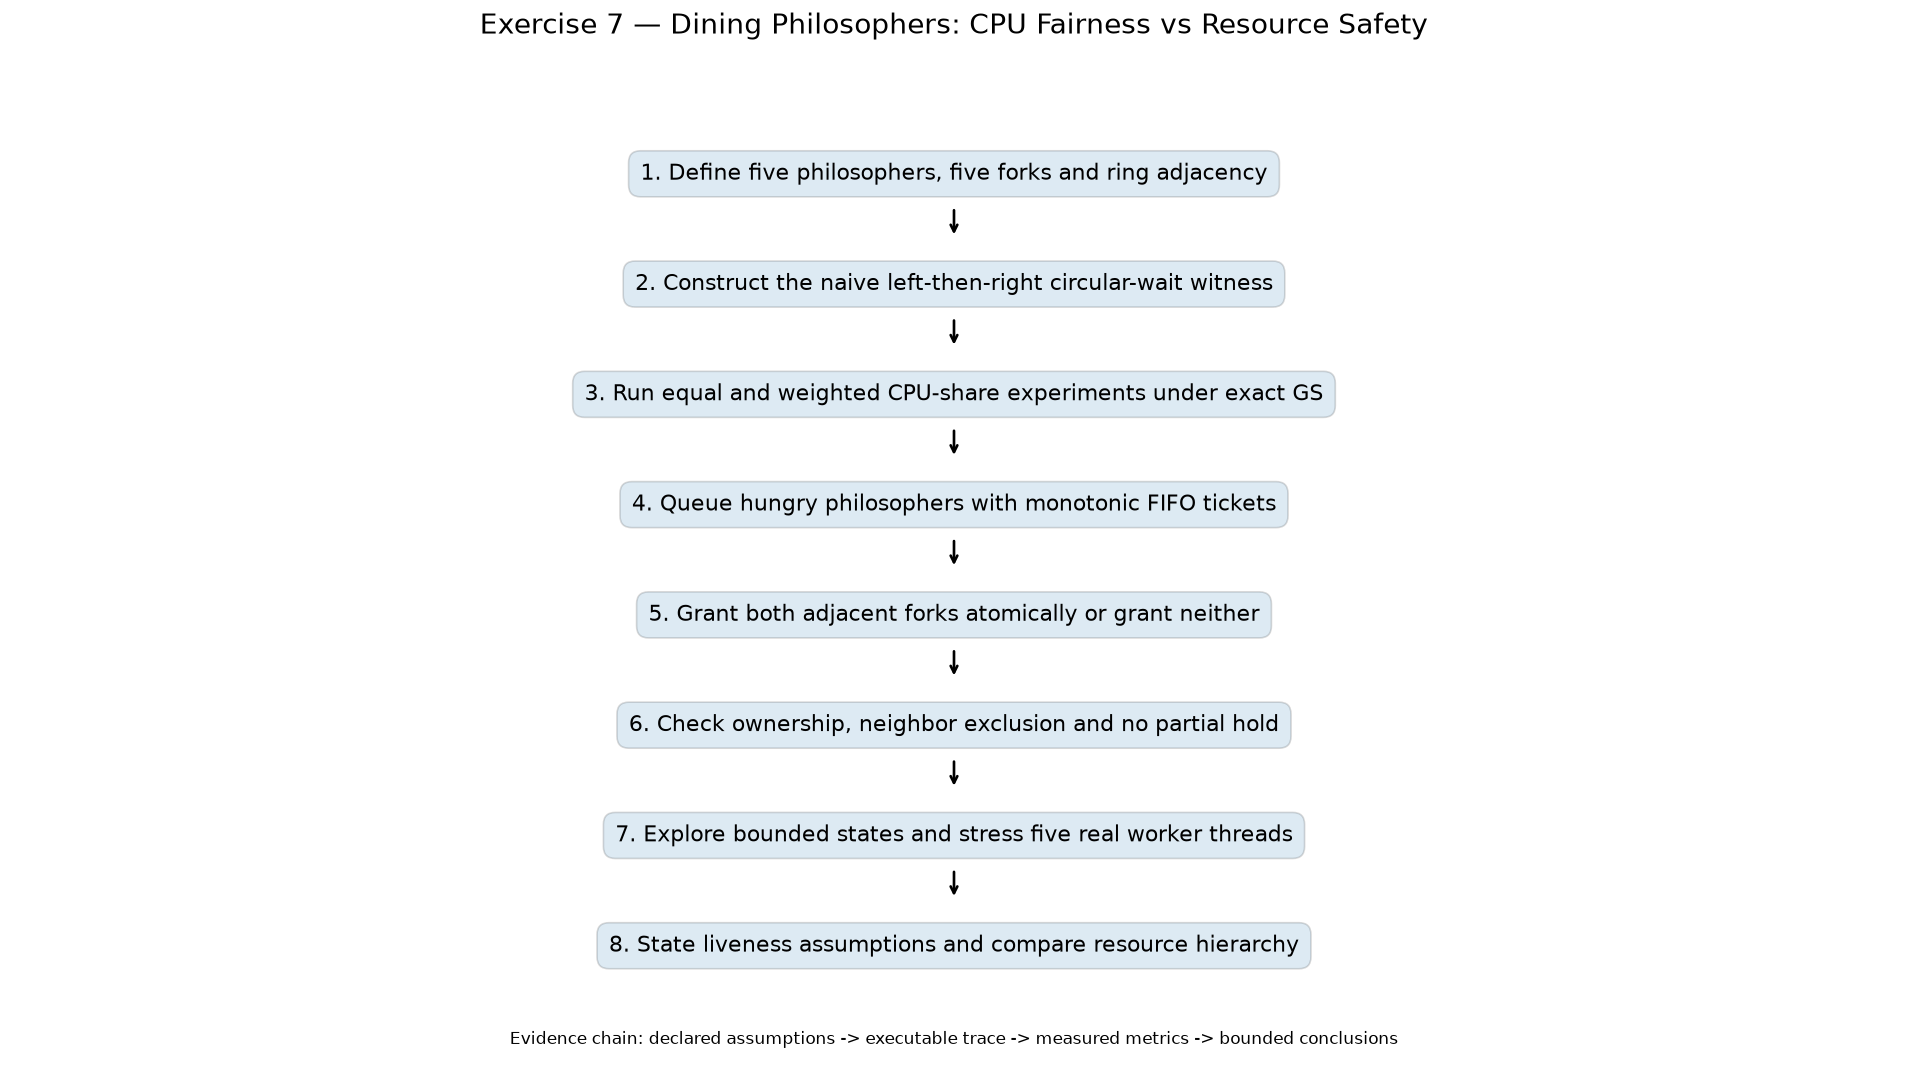 Exercise 7 — Dining Philosophers: CPU Fairness vs Resource Safety
1. Define five philosophers, five forks and ring adjacency
2. Construct the naive left-then-right circular-wait witness
3. Run equal and weighted CPU-share experiments under exact GS
4. Queue hungry philosophers with monotonic FIFO tickets
5. Grant both adjacent forks atomically or grant neither
6. Check ownership, neighbor exclusion and no partial hold
7. Explore bounded states and stress five real worker threads
8. State liveness assumptions and compare resource hierarchy
Evidence chain: declared assumptions -> executable trace -> measured metrics -> bounded conclusions